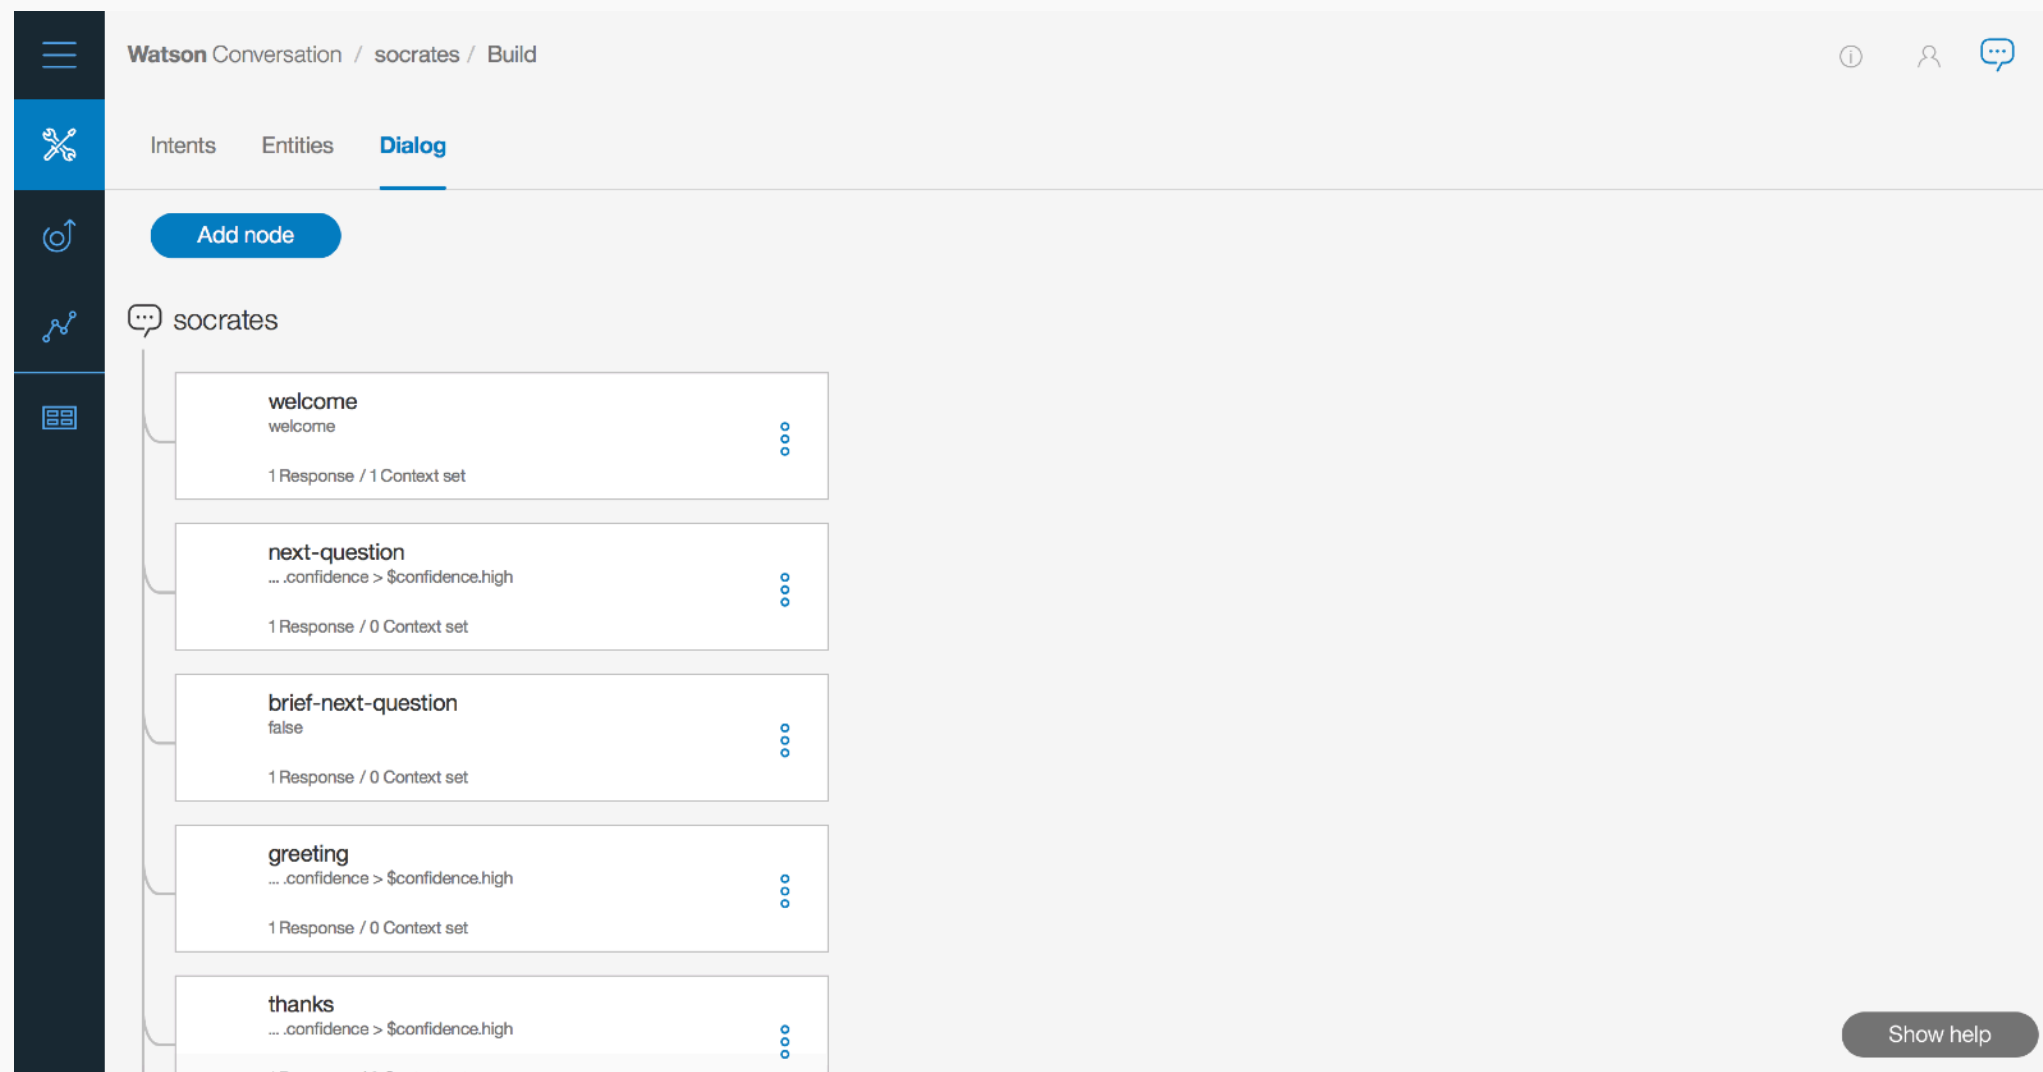 Watson Conversation / socrates / Build
Intents Entities Dialog
Add node
socrates
welcome
welcome
1 Response / 1 Context set
next-question
... .confidence > $confidence.high
1 Response / 0 Context set
brief-next-question
false
1 Response / 0 Context set
greeting
... .confidence > $confidence.high
1 Response / 0 Context set
thanks
... .confidence > $confidence.high
Show help